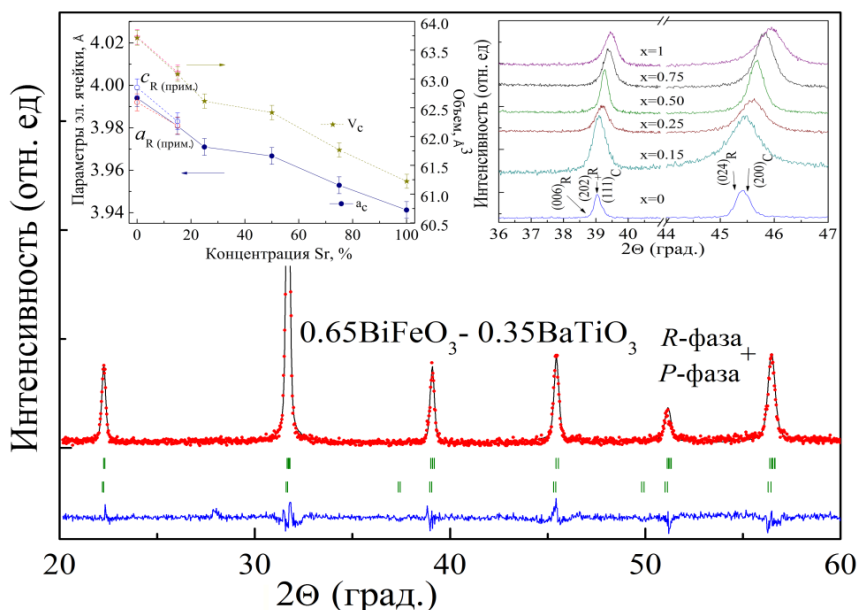 Параметры эл. ячейки, Å
4.02
4.00
3.98
3.96
3.94
64.0
63.5
63.0
62.5
62.0
61.5
61.0
60.5
Объем, Å³
c R (прим.)
a R (прим.)
V_c
a_c
0
20
40
60
80
100
Концентрация Sr, %
Интенсивность (отн. ед)
x=1
x=0.75
x=0.50
x=0.25
x=0.15
x=0
(006)R
(202)R+
(111)C
(024)R
(200)C
36
37
38
39
40
44
45
46
47
2Θ (град.)
Интенсивность (отн. ед)
0.65BiFeO₃- 0.35BaTiO₃
R-фаза+
P-фаза
20
30
40
50
60
2Θ (град.)